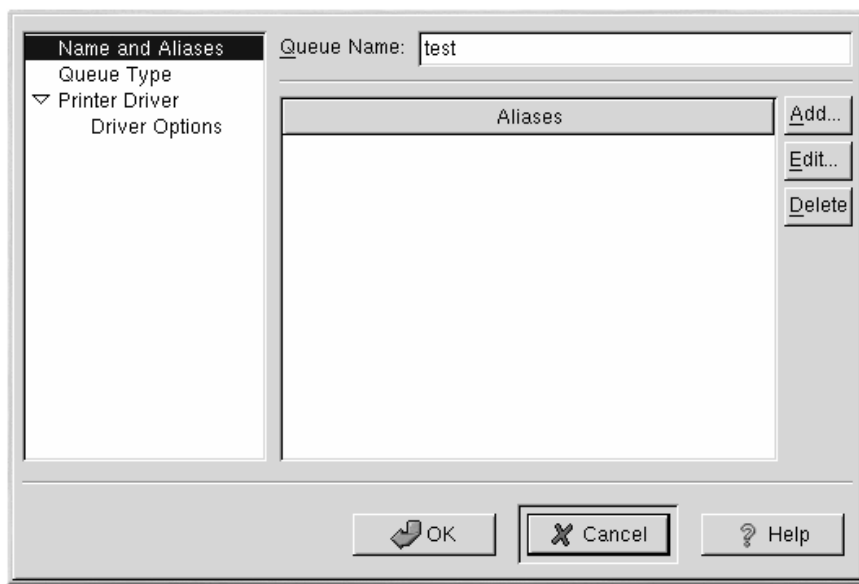 Name and Aliases
Queue Type
Printer Driver
Driver Options
Queue Name: test
Aliases
Add...
Edit...
Delete
OK
Cancel
Help